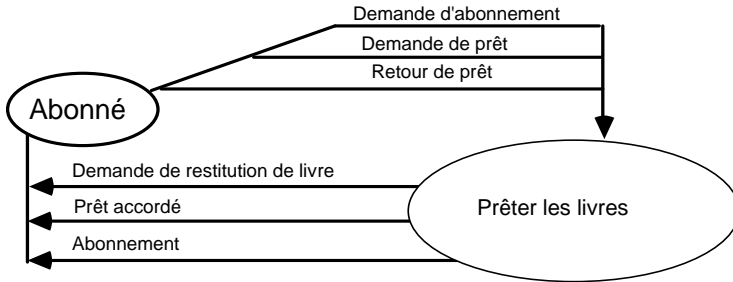 Demande d'abonnement
Demande de prêt
Retour de prêt
Abonné
Demande de restitution de livre
Prêt accordé
Prêter les livres
Abonnement